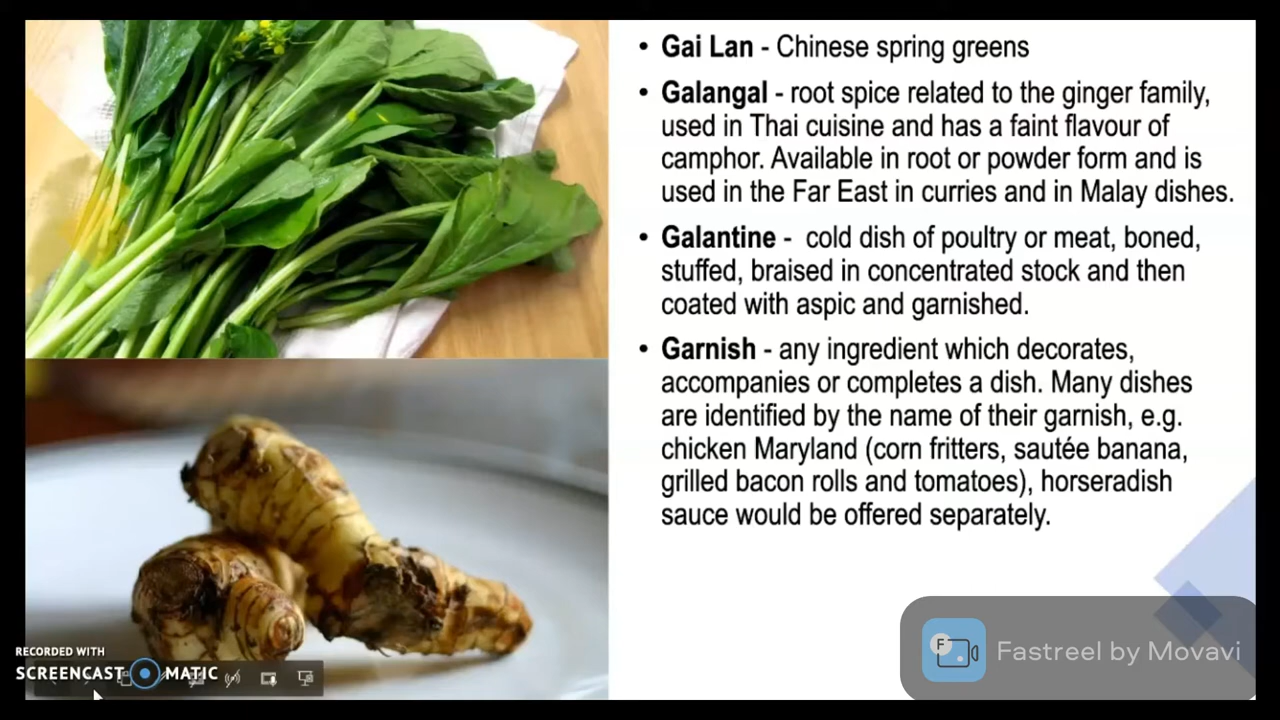 • Gai Lan - Chinese spring greens
• Galangal - root spice related to the ginger family,
used in Thai cuisine and has a faint flavour of
camphor. Available in root or powder form and is
used in the Far East in curries and in Malay dishes.
• Galantine - cold dish of poultry or meat, boned,
stuffed, braised in concentrated stock and then
coated with aspic and garnished.
• Garnish - any ingredient which decorates,
accompanies or completes a dish. Many dishes
are identified by the name of their garnish, e.g.
chicken Maryland (corn fritters, sautée banana,
grilled bacon rolls and tomatoes), horseradish
sauce would be offered separately.
RECORDED WITH
SCREENCAST MATIC
F
Fastreel by Movavi